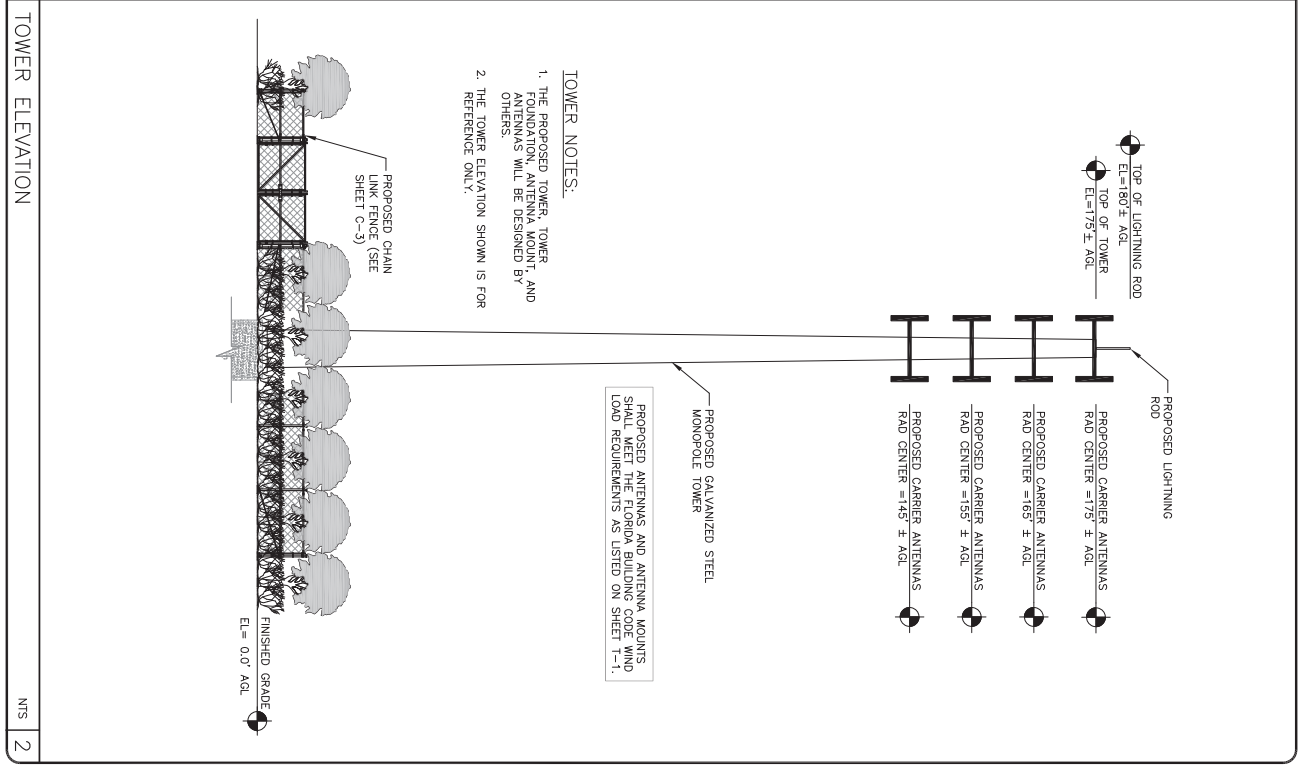 TOP OF LIGHTNING ROD
EL=180'± AGL
TOP OF TOWER
EL=175'± AGL
PROPOSED LIGHTNING
ROD
PROPOSED CARRIER ANTENNAS
RAD CENTER =175' ± AGL
PROPOSED CARRIER ANTENNAS
RAD CENTER =165' ± AGL
PROPOSED CARRIER ANTENNAS
RAD CENTER =155' ± AGL
PROPOSED CARRIER ANTENNAS
RAD CENTER =145' ± AGL
PROPOSED GALVANIZED STEEL
MONOPOLE TOWER
PROPOSED ANTENNAS AND ANTENNA MOUNTS
SHALL MEET THE FLORIDA BUILDING CODE WIND
LOAD REQUIREMENTS AS LISTED ON SHEET T-1.
TOWER NOTES:
1. THE PROPOSED TOWER, TOWER
FOUNDATION, ANTENNA MOUNT, AND
ANTENNAS WILL BE DESIGNED BY
OTHERS.
2. THE TOWER ELEVATION SHOWN IS FOR
REFERENCE ONLY.
PROPOSED CHAIN
LINK FENCE (SEE
SHEET C-3)
FINISHED GRADE
EL= 0.0' AGL
TOWER ELEVATION
NTS
2